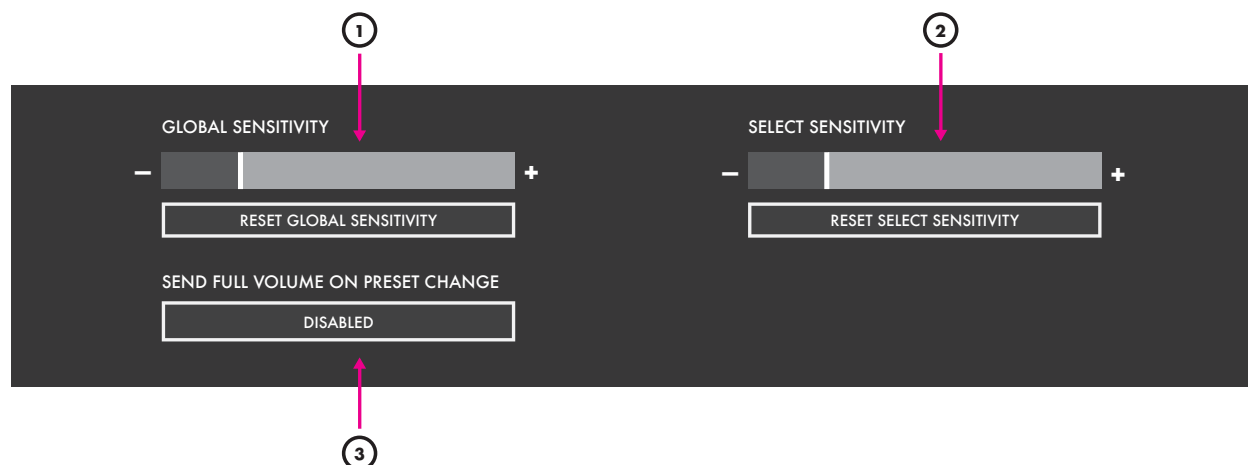 1
2
GLOBAL SENSITIVITY
SELECT SENSITIVITY
– +
– +
RESET GLOBAL SENSITIVITY
RESET SELECT SENSITIVITY
SEND FULL VOLUME ON PRESET CHANGE
DISABLED
3